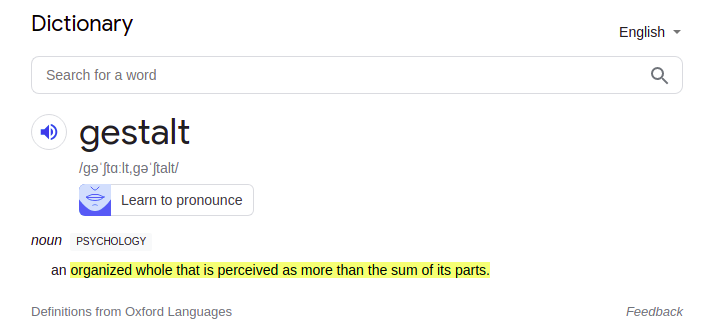 Dictionary
English
Search for a word
gestalt
/ɡəˈʃtɑːlt,ɡəˈʃtalt/
Learn to pronounce
noun PSYCHOLOGY
an organized whole that is perceived as more than the sum of its parts.
Definitions from Oxford Languages Feedback